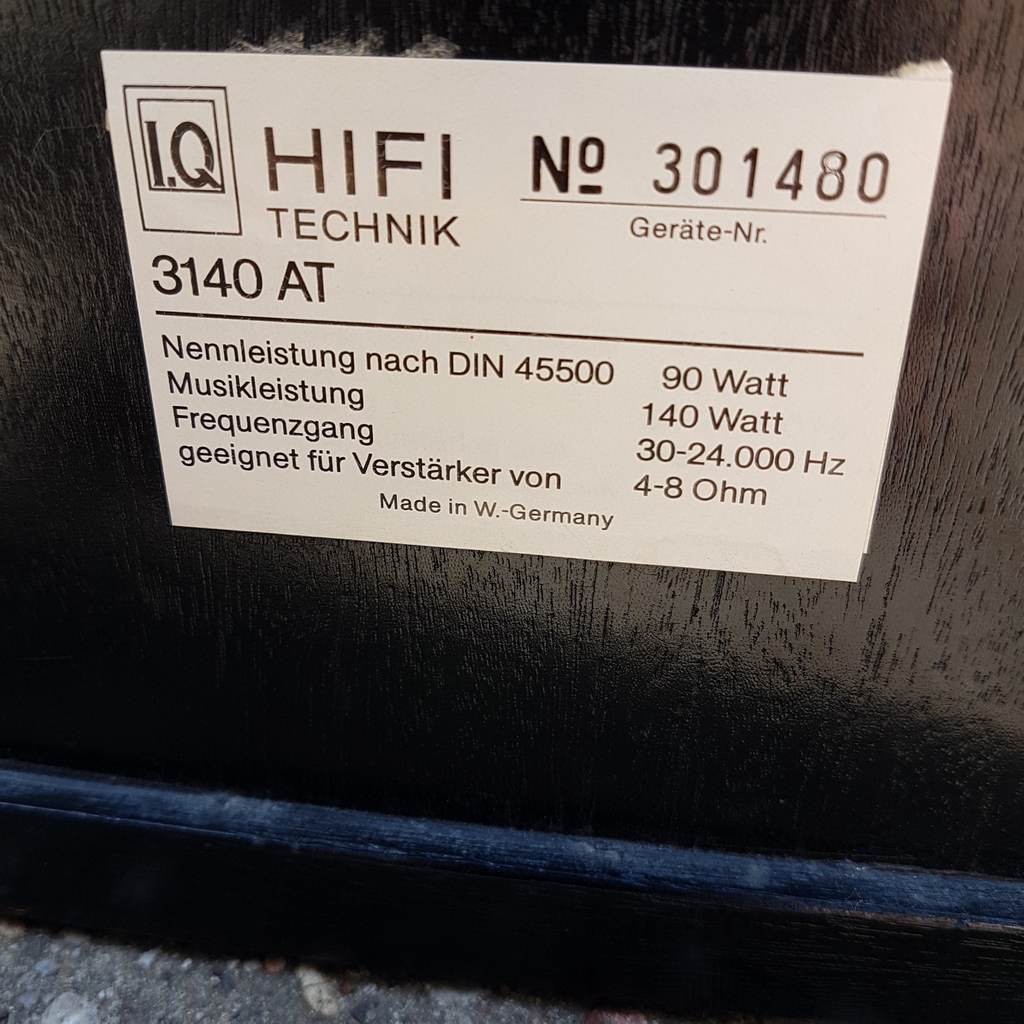 I.Q
HIFI
TECHNIK
Nº 301480
Geräte-Nr.
3140 AT
Nennleistung nach DIN 45500 90 Watt
Musikleistung 140 Watt
Frequenzgang 30-24.000 Hz
geeignet für Verstärker von 4-8 Ohm
Made in W.-Germany